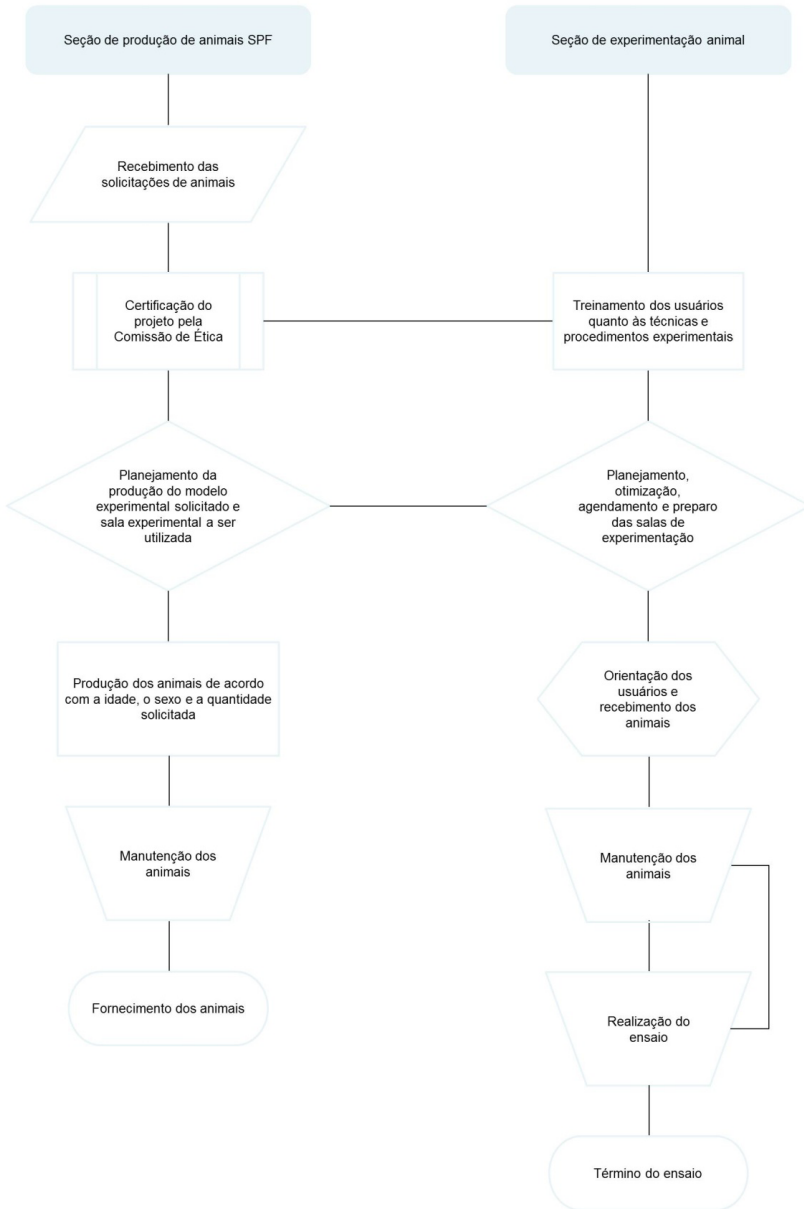 Seção de produção de animais SPF
Seção de experimentação animal
Recebimento das
solicitações de animais
Certificação do
projeto pela
Comissão de Ética
Treinamento dos usuários
quanto às técnicas e
procedimentos experimentais
Planejamento da
produção do modelo
experimental solicitado e
sala experimental a ser
utilizada
Planejamento,
otimização,
agendamento e preparo
das salas de
experimentação
Produção dos animais de acordo
com a idade, o sexo e a quantidade
solicitada
Orientação dos
usuários e
recebimento dos
animais
Manutenção dos
animais
Manutenção dos
animais
Fornecimento dos animais
Realização do
ensaio
Término do ensaio